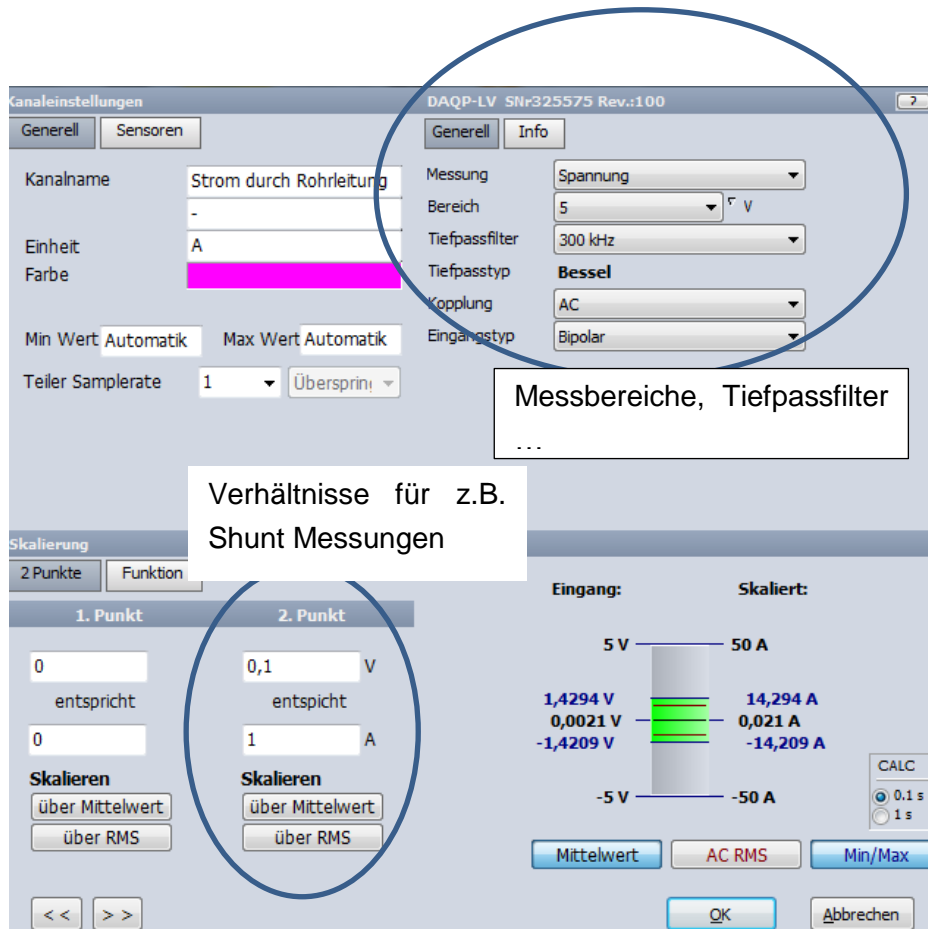 Kanaleinstellungen
Generell Sensoren
Kanalname Strom durch Rohrleitung
-
Einheit A
Farbe
Min Wert Automatik Max Wert Automatik
Teiler Samplerate 1 Übersprin
DAQP-LV SNr325575 Rev.:100 ?
Generell Info
Messung Spannung
Bereich 5 V
Tiefpassfilter 300 kHz
Tiefpasstyp Bessel
Kopplung AC
Eingangstyp Bipolar
Messbereiche, Tiefpassfilter
…
Verhältnisse für z.B.
Shunt Messungen
Skalierung
2 Punkte Funktion
1. Punkt 2. Punkt
0 0,1 V
entspricht entspicht
0 1 A
Skalieren Skalieren
über Mittelwert über Mittelwert
über RMS über RMS
<< >>
Eingang: Skaliert:
5 V 50 A
1,4294 V 14,294 A
0,0021 V 0,021 A
-1,4209 V -14,209 A
-5 V -50 A
CALC
0.1 s
1 s
Mittelwert AC RMS Min/Max
OK Abbrechen